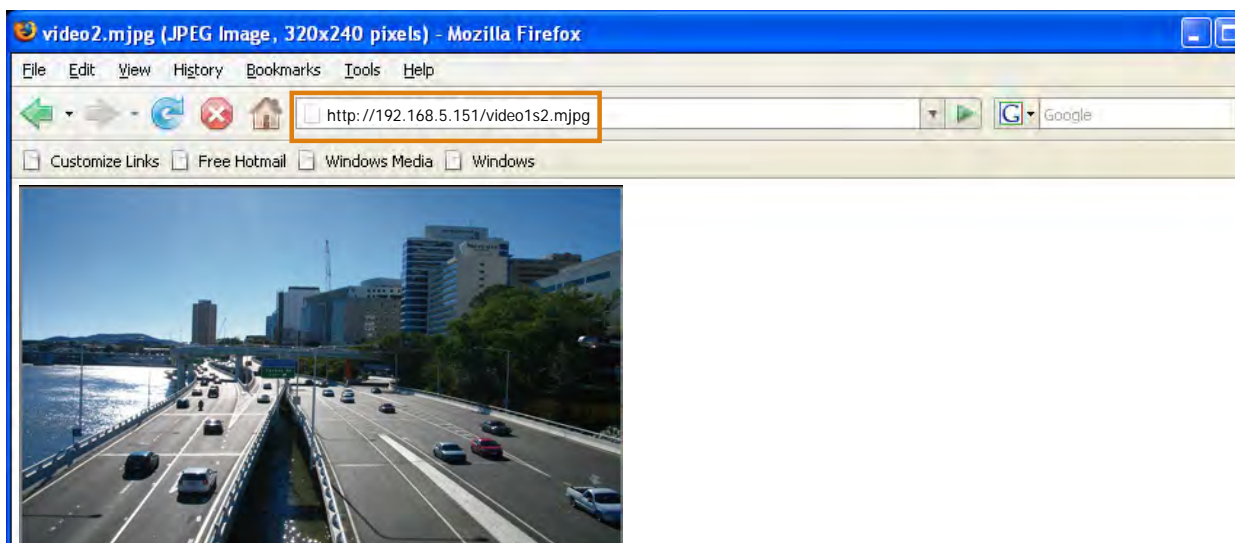 video2.mjpg (JPEG Image, 320x240 pixels) - Mozilla Firefox
File Edit View History Bookmarks Tools Help
http://192.168.5.151/video1s2.mjpg
G Google
Customize Links Free Hotmail Windows Media Windows